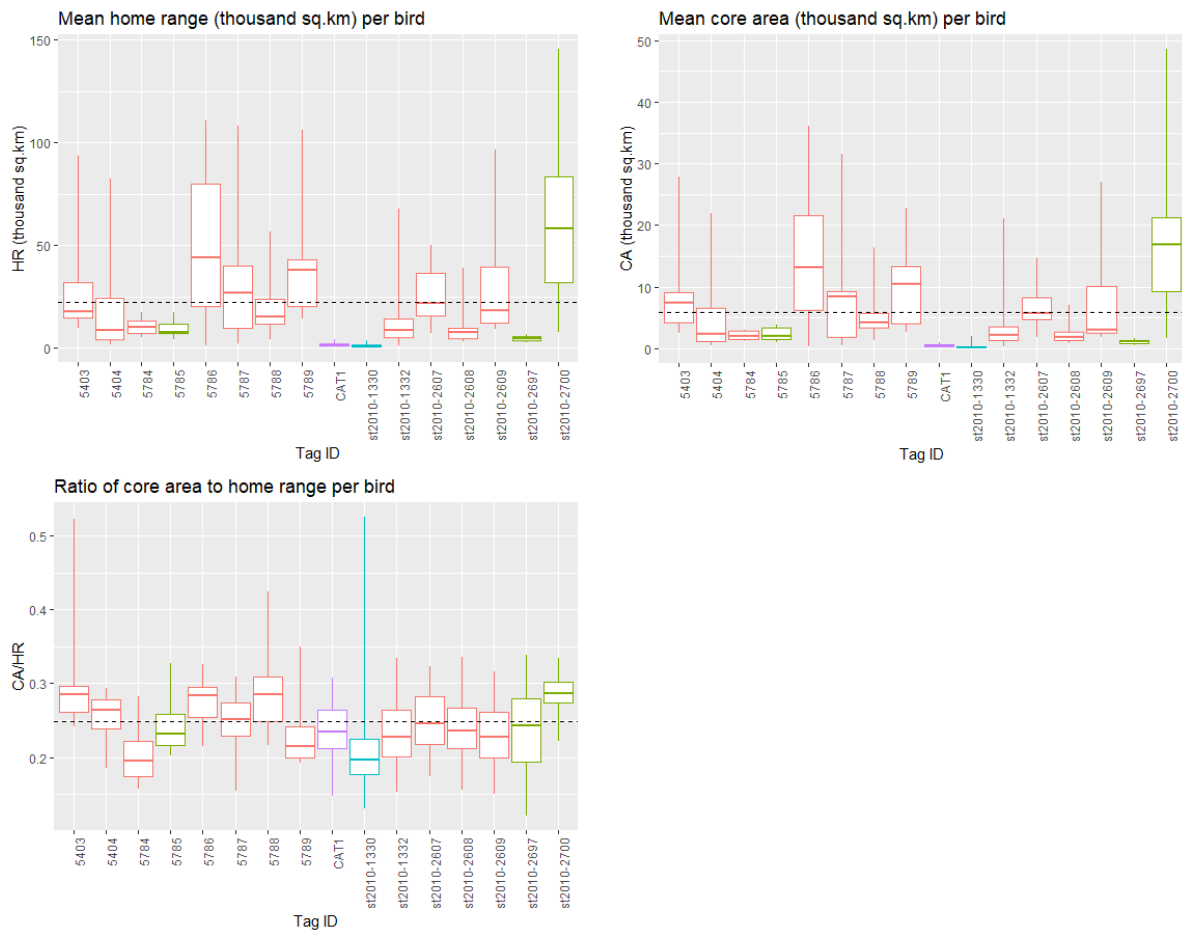 Mean home range (thousand sq.km) per bird
HR (thousand sq.km)
150
100
50
0
5403 5404 5784 5785 5786 5787 5788 5789 CAT1 st2010-1330 st2010-1332 st2010-2607 st2010-2608 st2010-2609 st2010-2697 st2010-2700
Tag ID
Mean core area (thousand sq.km) per bird
CA (thousand sq.km)
50
40
30
20
10
0
5403 5404 5784 5785 5786 5787 5788 5789 CAT1 st2010-1330 st2010-1332 st2010-2607 st2010-2608 st2010-2609 st2010-2697 st2010-2700
Tag ID
Ratio of core area to home range per bird
CA/HR
0.5
0.4
0.3
0.2
5403 5404 5784 5785 5786 5787 5788 5789 CAT1 st2010-1330 st2010-1332 st2010-2607 st2010-2608 st2010-2609 st2010-2697 st2010-2700
Tag ID